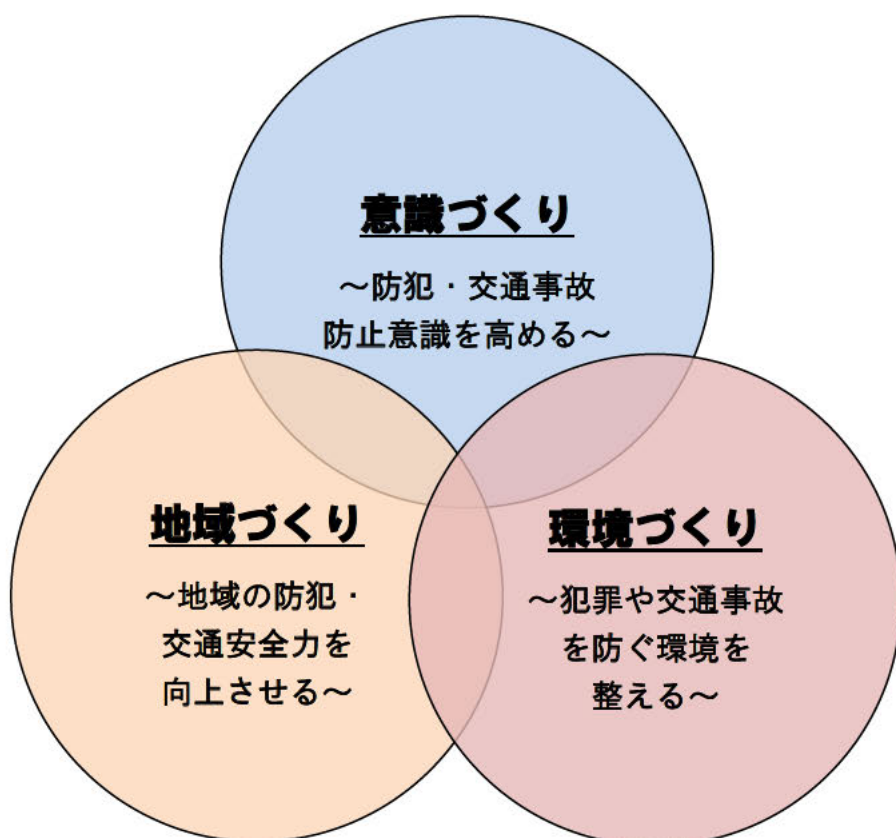 意識づくり
～防犯・交通事故
防止意識を高める～
地域づくり
～地域の防犯・
交通安全力を
向上させる～
環境づくり
～犯罪や交通事故
を防ぐ環境を
整える～